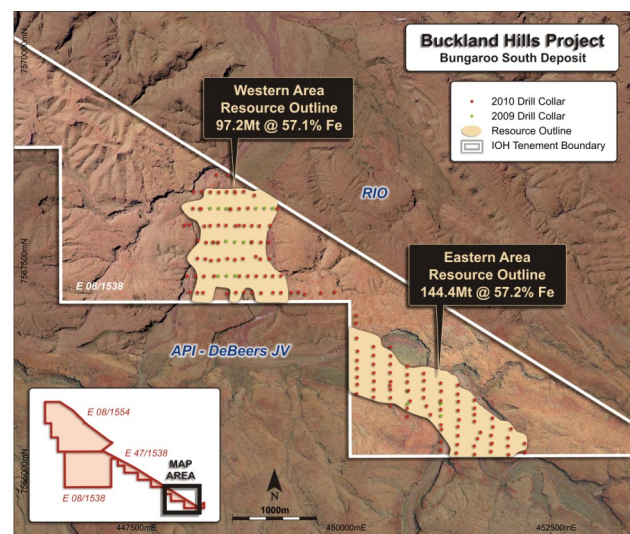 Buckland Hills Project
Bungaroo South Deposit
2010 Drill Collar
2009 Drill Collar
Resource Outline
IOH Tenement Boundary
Western Area
Resource Outline
97.2Mt @ 57.1% Fe
RIO
Eastern Area
Resource Outline
144.4Mt @ 57.2% Fe
E 08/1538
API - DeBeers JV
E 08/1554
E 47/1538
MAP
AREA
E 08/1538
N
1000m
7570000mN
7567500mN
7565000mN
447500mE
450000mE
452500mE